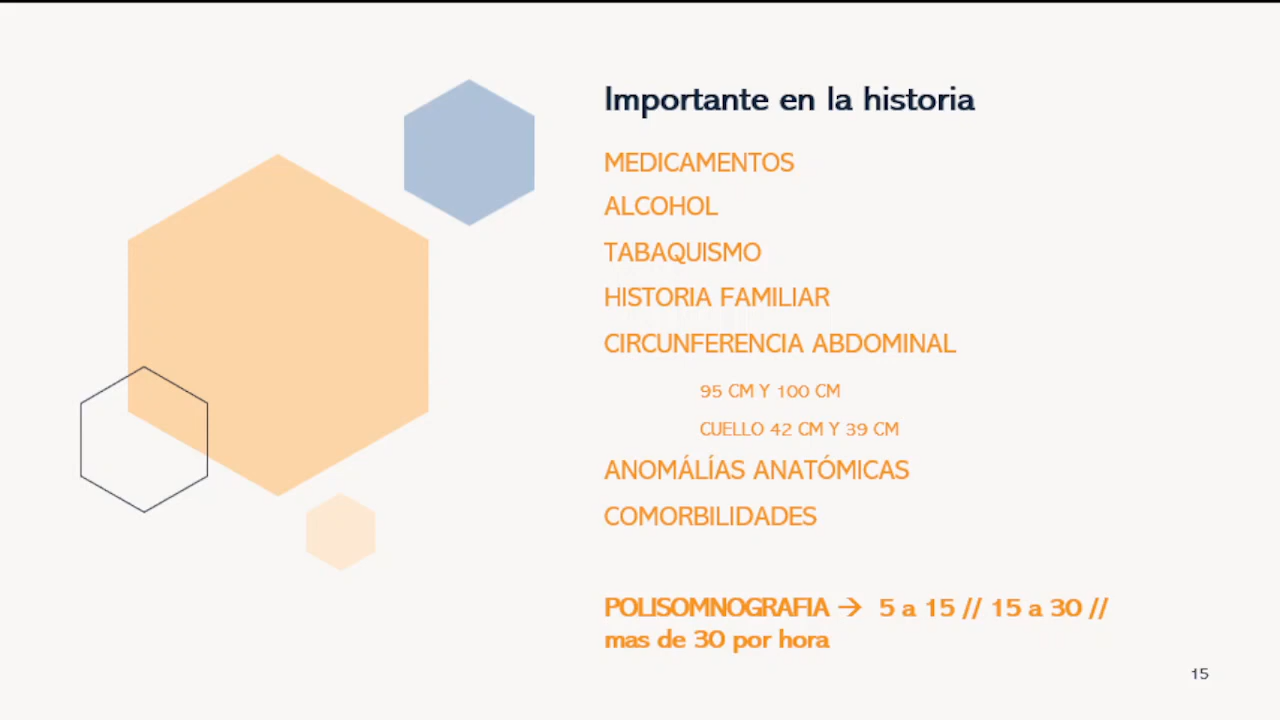 Importante en la historia
MEDICAMENTOS
ALCOHOL
TABAQUISMO
HISTORIA FAMILIAR
CIRCUNFERENCIA ABDOMINAL
95 CM Y 100 CM
CUELLO 42 CM Y 39 CM
ANOMÁLÍAS ANATÓMICAS
COMORBILIDADES
POLISOMNOGRAFIA → 5 a 15 // 15 a 30 //
mas de 30 por hora
15